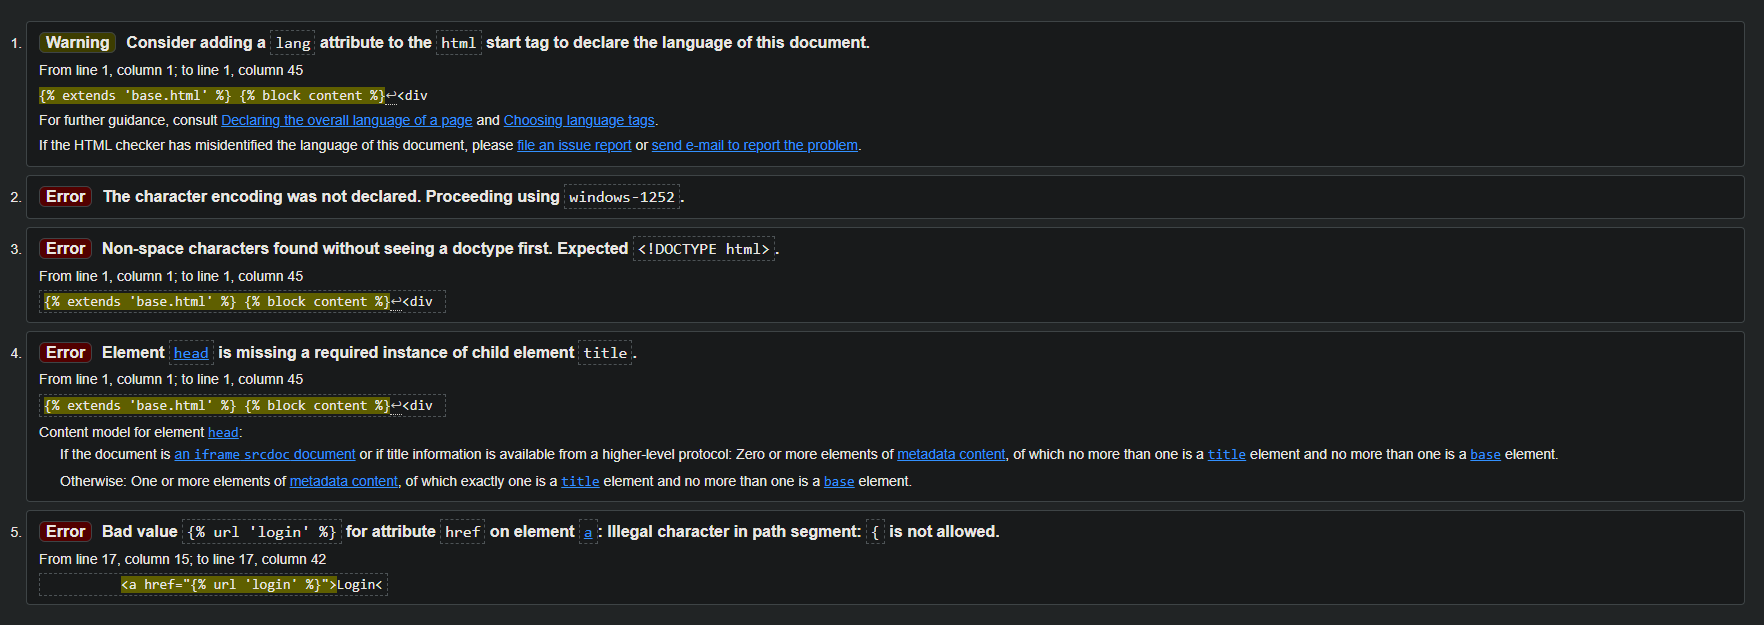 1. Warning Consider adding a lang attribute to the html start tag to declare the language of this document.
From line 1, column 1; to line 1, column 45
{% extends 'base.html' %} {% block content %}↩<div
For further guidance, consult Declaring the overall language of a page and Choosing language tags.
If the HTML checker has misidentified the language of this document, please file an issue report or send e-mail to report the problem.
2. Error The character encoding was not declared. Proceeding using windows-1252.
3. Error Non-space characters found without seeing a doctype first. Expected <!DOCTYPE html>.
From line 1, column 1; to line 1, column 45
{% extends 'base.html' %} {% block content %}↩<div
4. Error Element head is missing a required instance of child element title.
From line 1, column 1; to line 1, column 45
{% extends 'base.html' %} {% block content %}↩<div
Content model for element head:
If the document is an iframe srcdoc document or if title information is available from a higher-level protocol: Zero or more elements of metadata content, of which no more than one is a title element and no more than one is a base element.
Otherwise: One or more elements of metadata content, of which exactly one is a title element and no more than one is a base element.
5. Error Bad value {% url 'login' %} for attribute href on element a: Illegal character in path segment: { is not allowed.
From line 17, column 15; to line 17, column 42
<a href="{% url 'login' %}">Login<